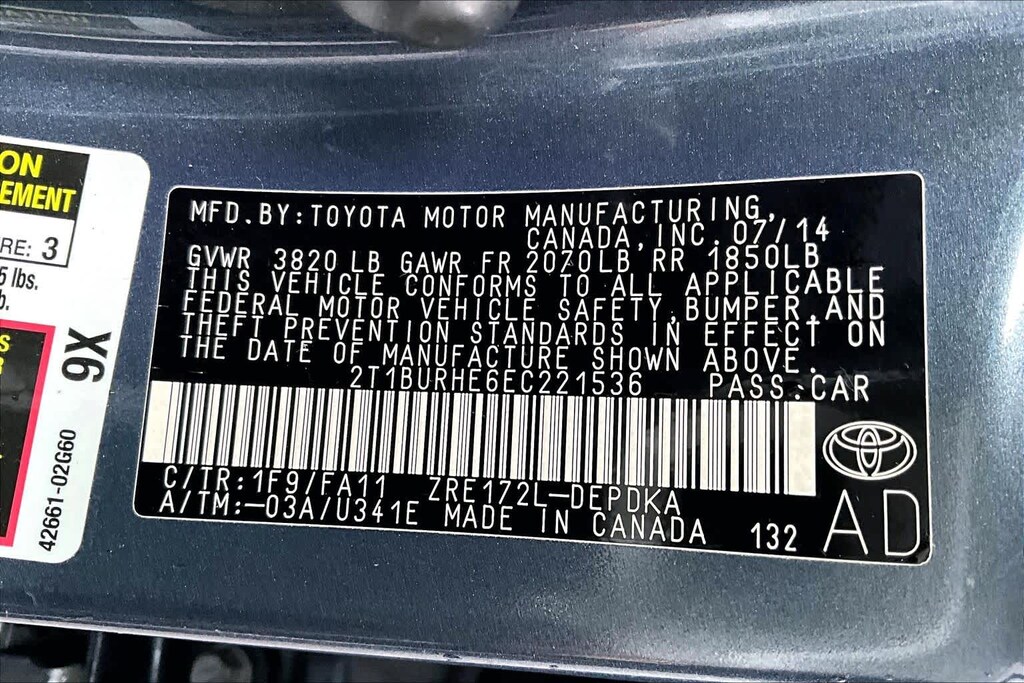 ON
EMENT
RE: 3
5 lbs.
b.
S
9X
42661-02G60
MFD.BY:TOYOTA MOTOR MANUFACTURING,
CANADA,INC.07/14
GVWR 3820LB GAWR FR 2070LB RR 1850LB
THIS VEHICLE CONFORMS TO ALL APPLICABLE
FEDERAL MOTOR VEHICLE SAFETY,BUMPER,AND
THEFT PREVENTION STANDARDS IN EFFECT ON
THE DATE OF MANUFACTURE SHOWN ABOVE.
2T1BURHE6EC221536 PASS.CAR
C/TR:1F9/FA11 ZRE172L-DEPDKA
A/TM:-03A/U341E MADE IN CANADA 132
AD